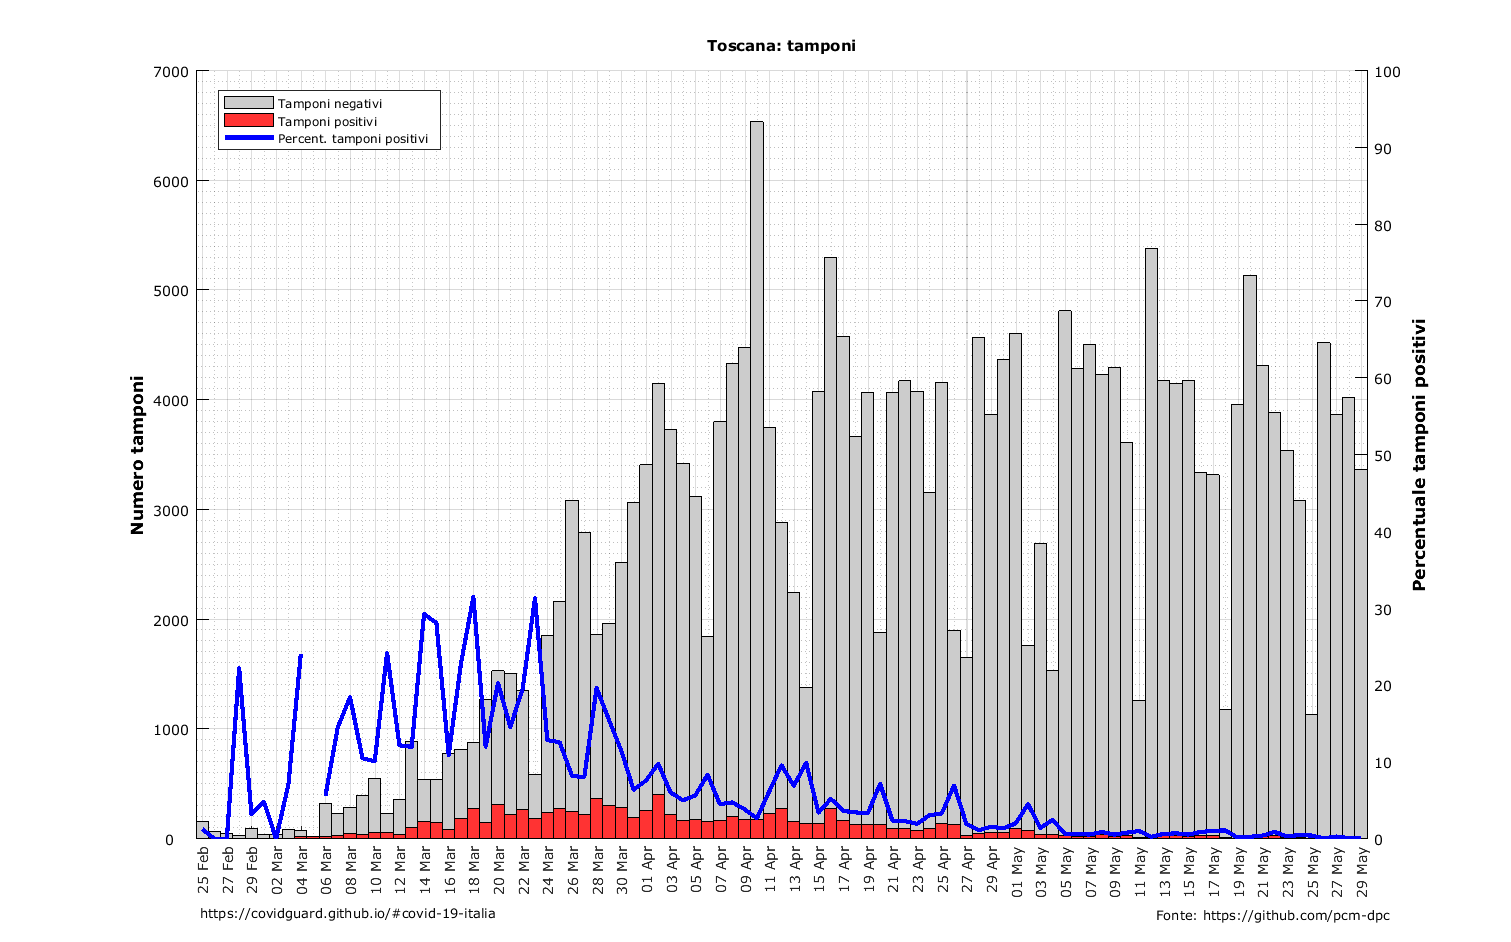 Toscana: tamponi
Tamponi negativi
Tamponi positivi
Percent. tamponi positivi
Numero tamponi
7000
6000
5000
4000
3000
2000
1000
0
Percentuale tamponi positivi
100
90
80
70
60
50
40
30
20
10
0
25 Feb
27 Feb
29 Feb
02 Mar
04 Mar
06 Mar
08 Mar
10 Mar
12 Mar
14 Mar
16 Mar
18 Mar
20 Mar
22 Mar
24 Mar
26 Mar
28 Mar
30 Mar
01 Apr
03 Apr
05 Apr
07 Apr
09 Apr
11 Apr
13 Apr
15 Apr
17 Apr
19 Apr
21 Apr
23 Apr
25 Apr
27 Apr
29 Apr
01 May
03 May
05 May
07 May
09 May
11 May
13 May
15 May
17 May
19 May
21 May
23 May
25 May
27 May
29 May
https://covidguard.github.io/#covid-19-italia
Fonte: https://github.com/pcm-dpc